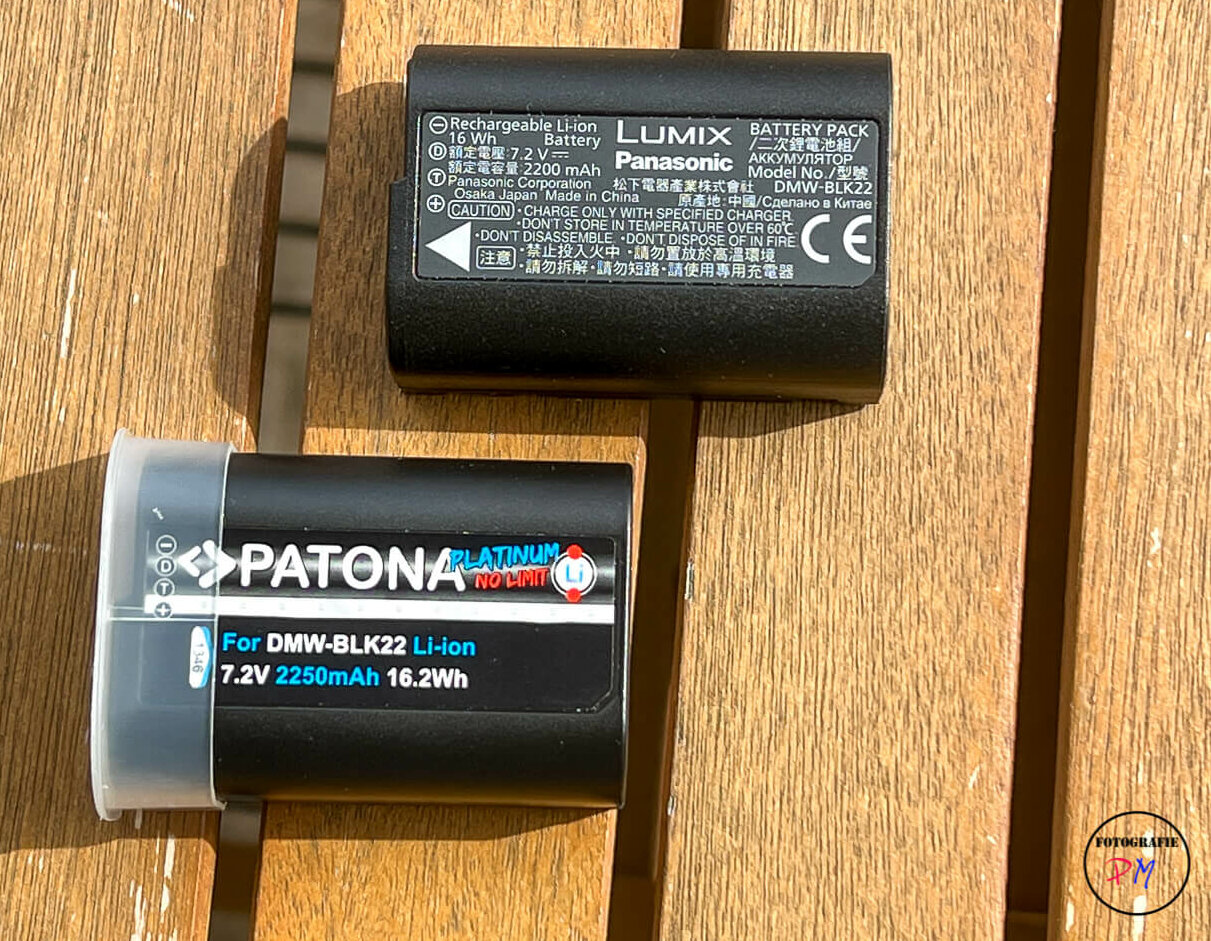 ⊖ Rechargeable Li-ion
16 Wh Battery
Ⓓ 額定電壓 7.2 V ⎓
額定電容量 2200 mAh
Ⓣ Panasonic Corporation
Osaka Japan Made in China
LUMIX
Panasonic
BATTERY PACK
/二次鋰電池組/
АККУМУЛЯТОР
Model No./型號
DMW-BLK22
松下電器產業株式會社
原產地:中國/Сделано в Китае
⊕ CAUTION •CHARGE ONLY WITH SPECIFIED CHARGER.
•DON'T STORE IN TEMPERATURE OVER 60℃
•DON'T DISASSEMBLE. •DON'T DISPOSE OF IN FIRE
CE
注意 •禁止投入火中 •請勿置放於高溫環境
•請勿拆解 •請勿短路 •請使用專用充電器
⊖
Ⓓ
Ⓣ
⊕
PATONA
PLATINUM
NO LIMIT
Li
1346
For DMW-BLK22 Li-ion
7.2V 2250mAh 16.2Wh
FOTOGRAFIE
PM